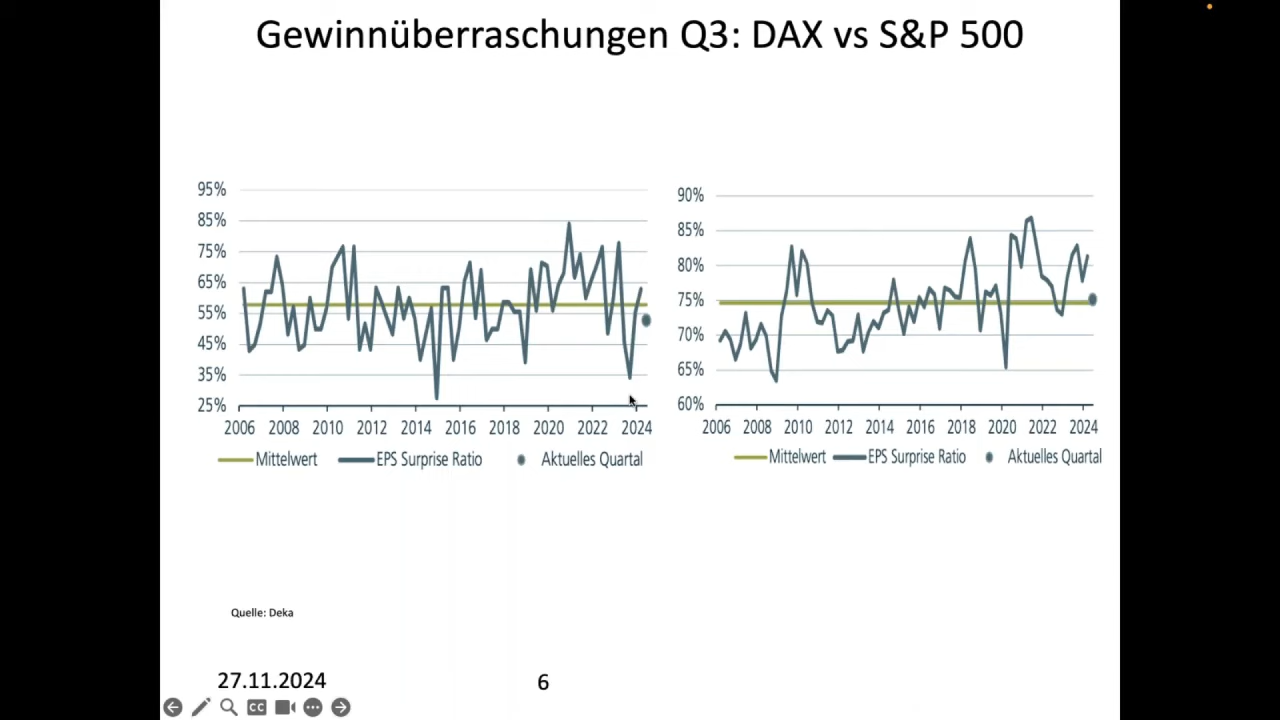 Gewinnüberraschungen Q3: DAX vs S&P 500
95%
85%
75%
65%
55%
45%
35%
25%
2006 2008 2010 2012 2014 2016 2018 2020 2022 2024
Mittelwert EPS Surprise Ratio Aktuelles Quartal
90%
85%
80%
75%
70%
65%
60%
2006 2008 2010 2012 2014 2016 2018 2020 2022 2024
Mittelwert EPS Surprise Ratio Aktuelles Quartal
Quelle: Deka
27.11.2024 6
CC